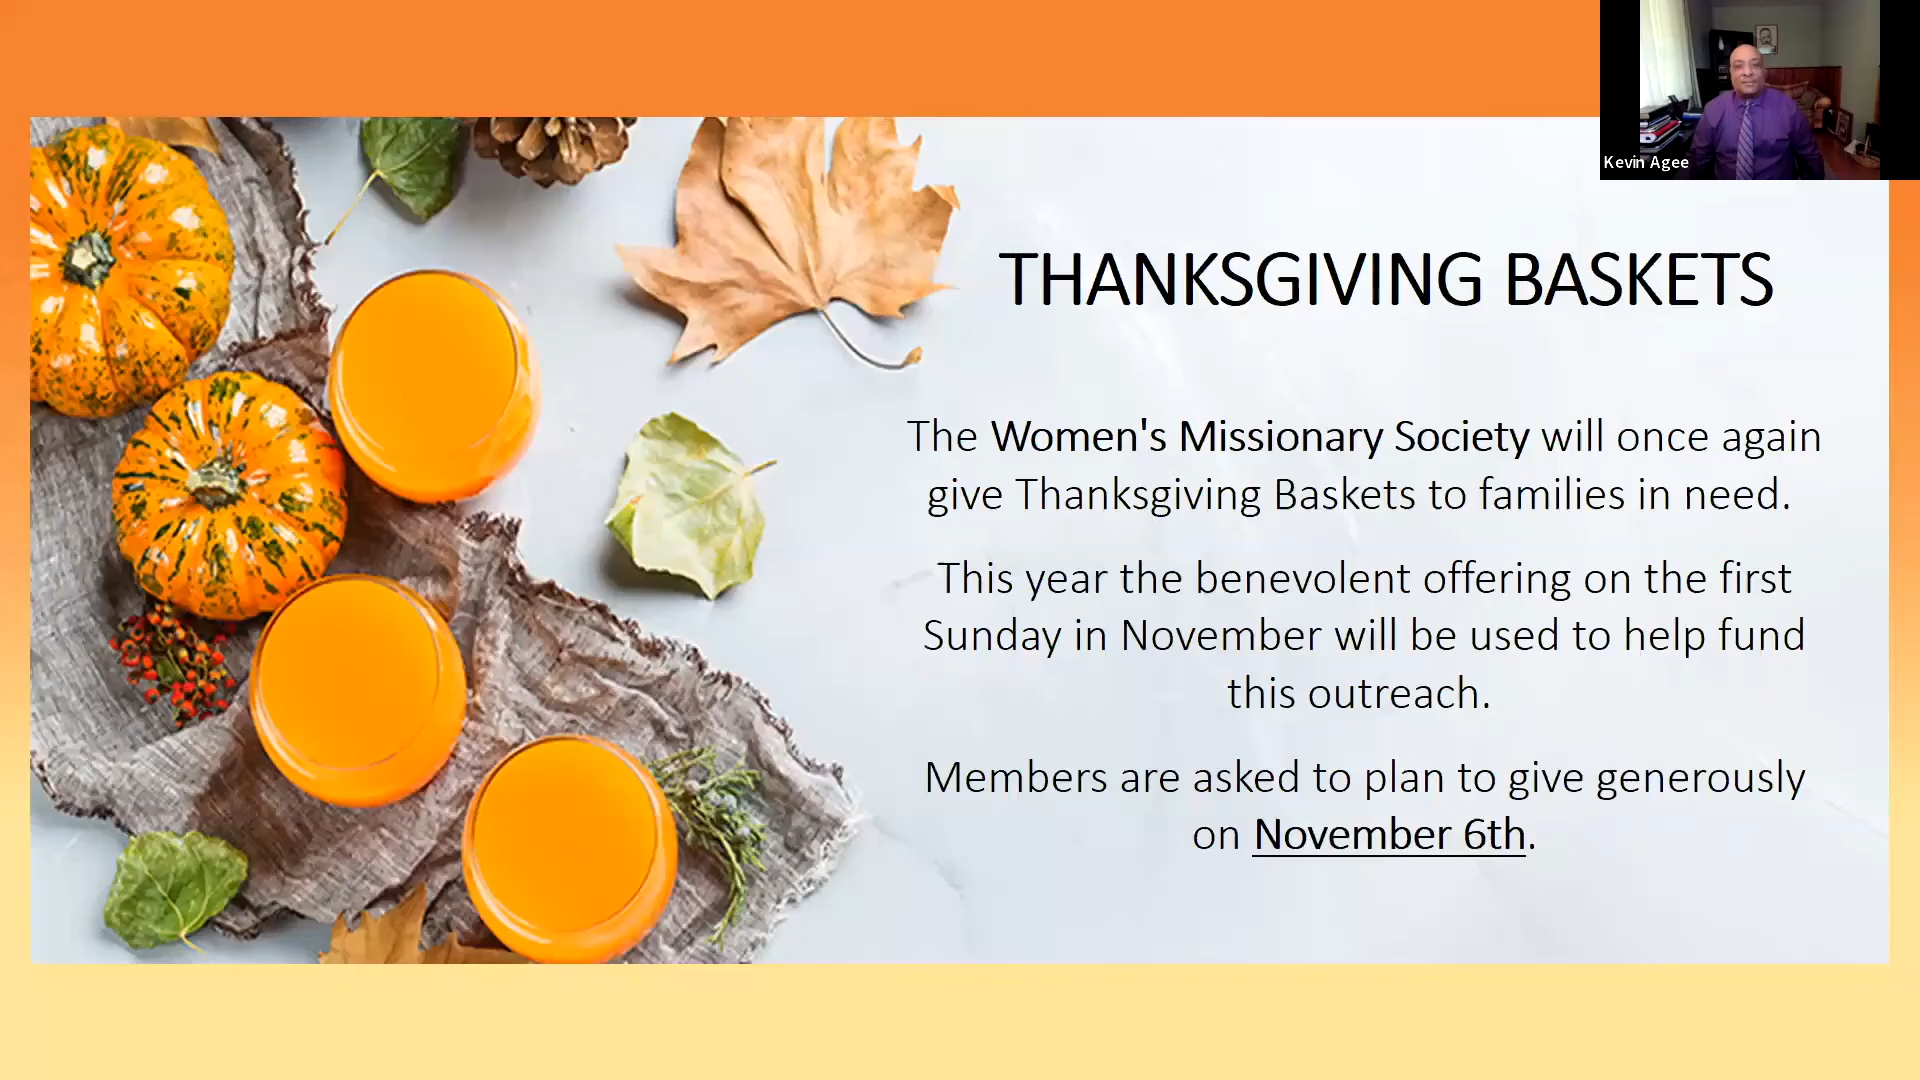 Kevin Agee
THANKSGIVING BASKETS
The Women's Missionary Society will once again
give Thanksgiving Baskets to families in need.
This year the benevolent offering on the first
Sunday in November will be used to help fund
this outreach.
Members are asked to plan to give generously
on November 6th.